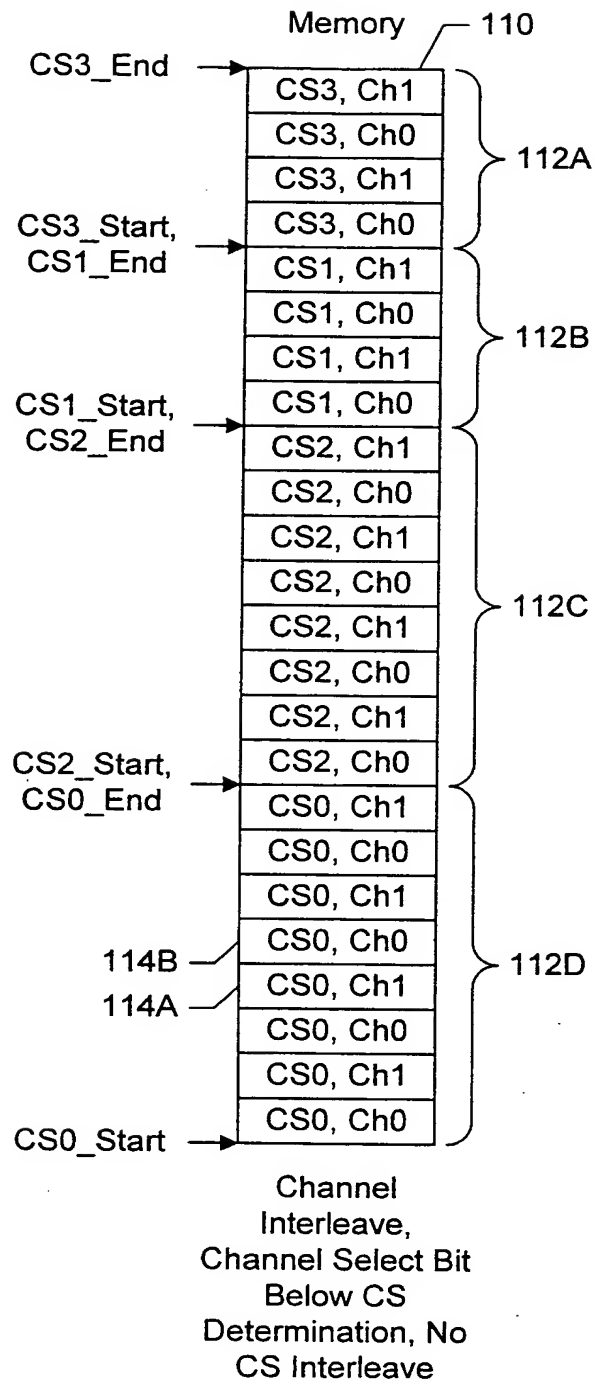 Memory
110
CS3_End
CS3, Ch1
CS3, Ch0
112A
CS3, Ch1
CS3, Ch0
CS3_Start,
CS1_End
CS1, Ch1
CS1, Ch0
112B
CS1, Ch1
CS1, Ch0
CS1_Start,
CS2_End
CS2, Ch1
CS2, Ch0
CS2, Ch1
CS2, Ch0
112C
CS2, Ch1
CS2, Ch0
CS2, Ch1
CS2, Ch0
CS2_Start,
CS0_End
CS0, Ch1
CS0, Ch0
CS0, Ch1
114B
CS0, Ch0
112D
114A
CS0, Ch1
CS0, Ch0
CS0, Ch1
CS0, Ch0
CS0_Start
Channel
Interleave,
Channel Select Bit
Below CS
Determination, No
CS Interleave